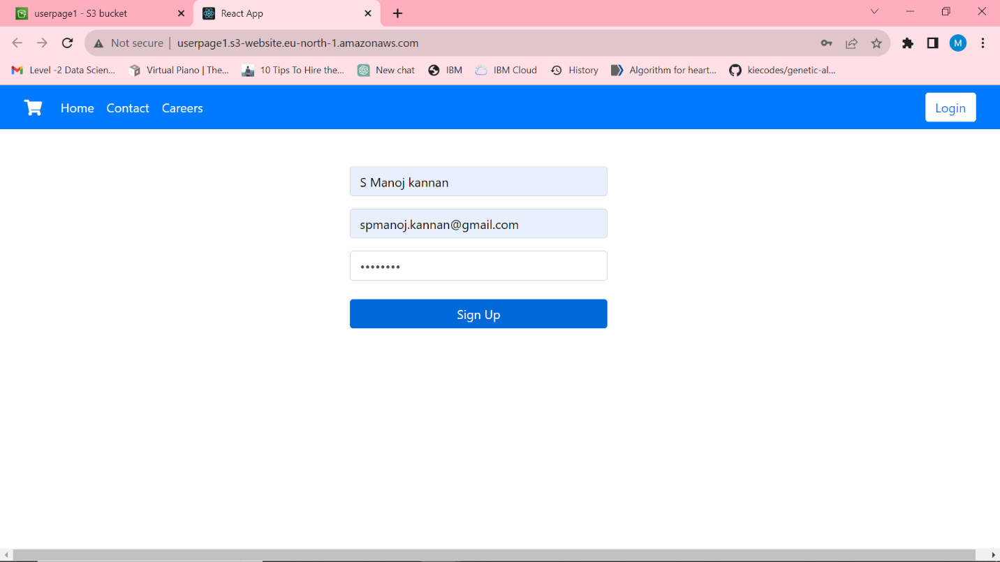 userpage1 - S3 bucket
React App
Not secure | userpage1.s3-website.eu-north-1.amazonaws.com
M
Level -2 Data Scien... Virtual Piano | The... 10 Tips To Hire the... New chat IBM IBM Cloud History Algorithm for heart... kiecodes/genetic-al...
Home Contact Careers Login
S Manoj kannan
spmanoj.kannan@gmail.com
••••••••
Sign Up